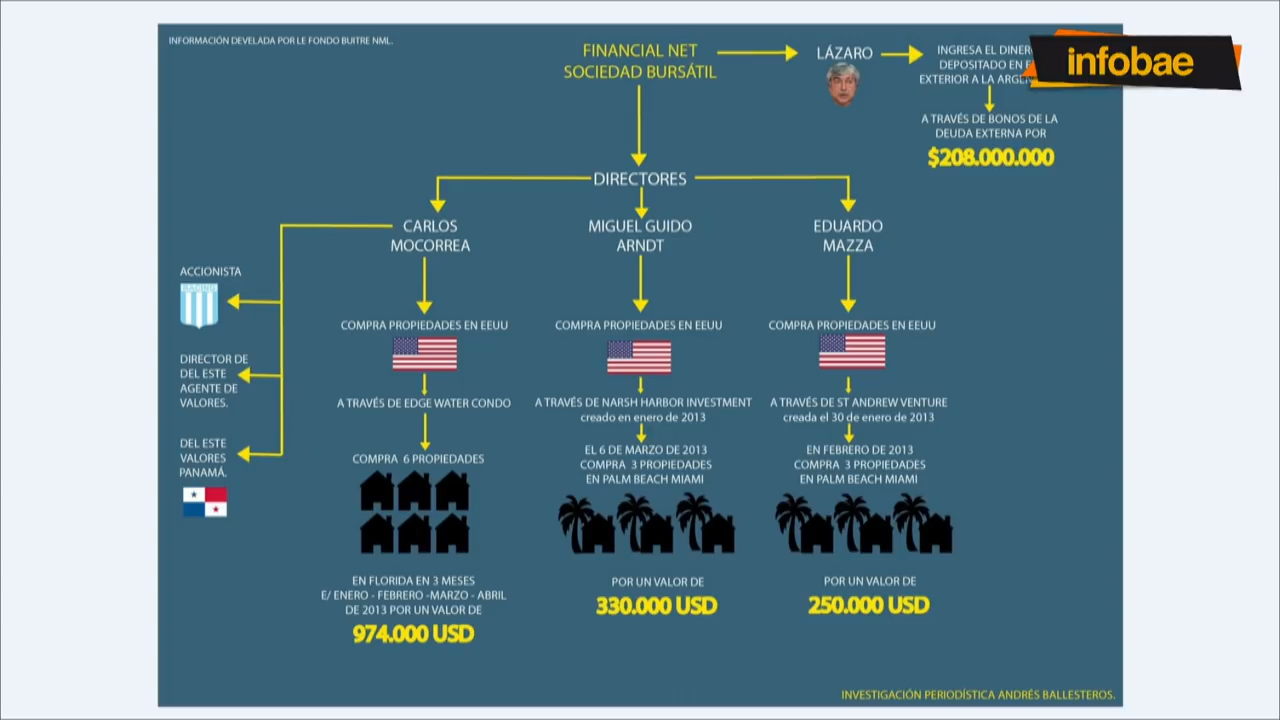 INFORMACIÓN DEVELADA POR LE FONDO BUITRE NML.
FINANCIAL NET
SOCIEDAD BURSÁTIL
LÁZARO
INGRESA EL
DEPOSITADO EN
EXTERIOR A LA
infobae
A TRAVÉS DE BONOS DE LA
DEUDA EXTERNA POR
$208.000.000
DIRECTORES
CARLOS
MOCORREA
MIGUEL GUIDO
ARNDT
EDUARDO
MAZZA
ACCIONISTA
RACING
DIRECTOR DE
DEL ESTE
AGENTE DE
VALORES.
DEL ESTE
VALORES
PANAMÁ.
COMPRA PROPIEDADES EN EEUU
A TRAVÉS DE EDGE WATER CONDO
COMPRA 6 PROPIEDADES
EN FLORIDA EN 3 MESES
E/ ENERO - FEBRERO -MARZO - ABRIL
DE 2013 POR UN VALOR DE
974.000 USD
COMPRA PROPIEDADES EN EEUU
A TRAVÉS DE NARSH HARBOR INVESTMENT
creado en enero de 2013
EL 6 DE MARZO DE 2013
COMPRA 3 PROPIEDADES
EN PALM BEACH MIAMI
POR UN VALOR DE
330.000 USD
COMPRA PROPIEDADES EN EEUU
A TRAVÉS DE ST ANDREW VENTURE
creada el 30 de enero de 2013
EN FEBRERO DE 2013
COMPRA 3 PROPIEDADES
EN PALM BEACH MIAMI
POR UN VALOR DE
250.000 USD
INVESTIGACIÓN PERIODÍSTICA ANDRÉS BALLESTEROS.